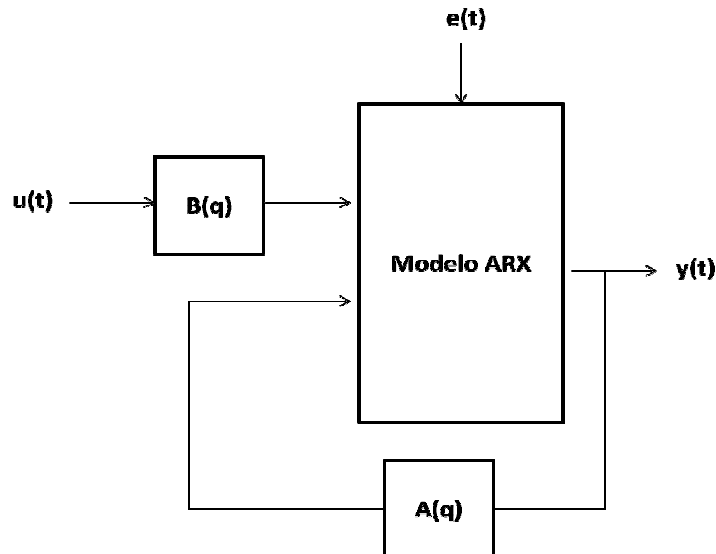 e(t)
u(t)
B(q)
Modelo ARX
y(t)
A(q)